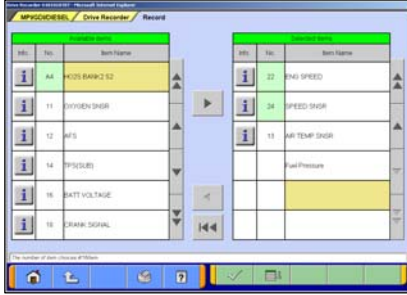 MPI/GDI/DIESEL Drive Recorder Record
Available Items
Info. No. Item Name
A4 HO2S BANK2 S2
11 OXYGEN SNSR
12 AFS
14 TPS(SUB)
16 BATT VOLTAGE
18 CRANK SIGNAL
Selected Items
Info. No. Item Name
22 ENG SPEED
24 SPEED SNSR
13 AIR TEMP SNSR
Fuel Pressure